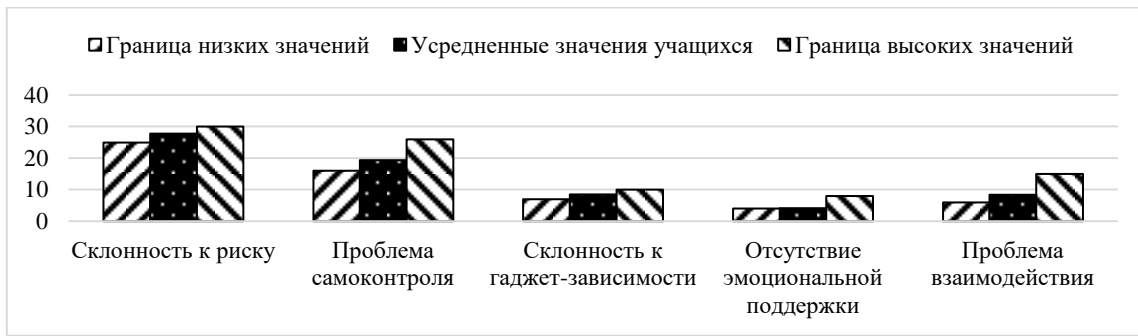 Граница низких значений Усредненные значения учащихся Граница высоких значений
40
30
20
10
0
Склонность к риску
Проблема
самоконтроля
Склонность к
гаджет-зависимости
Отсутствие
эмоциональной
поддержки
Проблема
взаимодействия